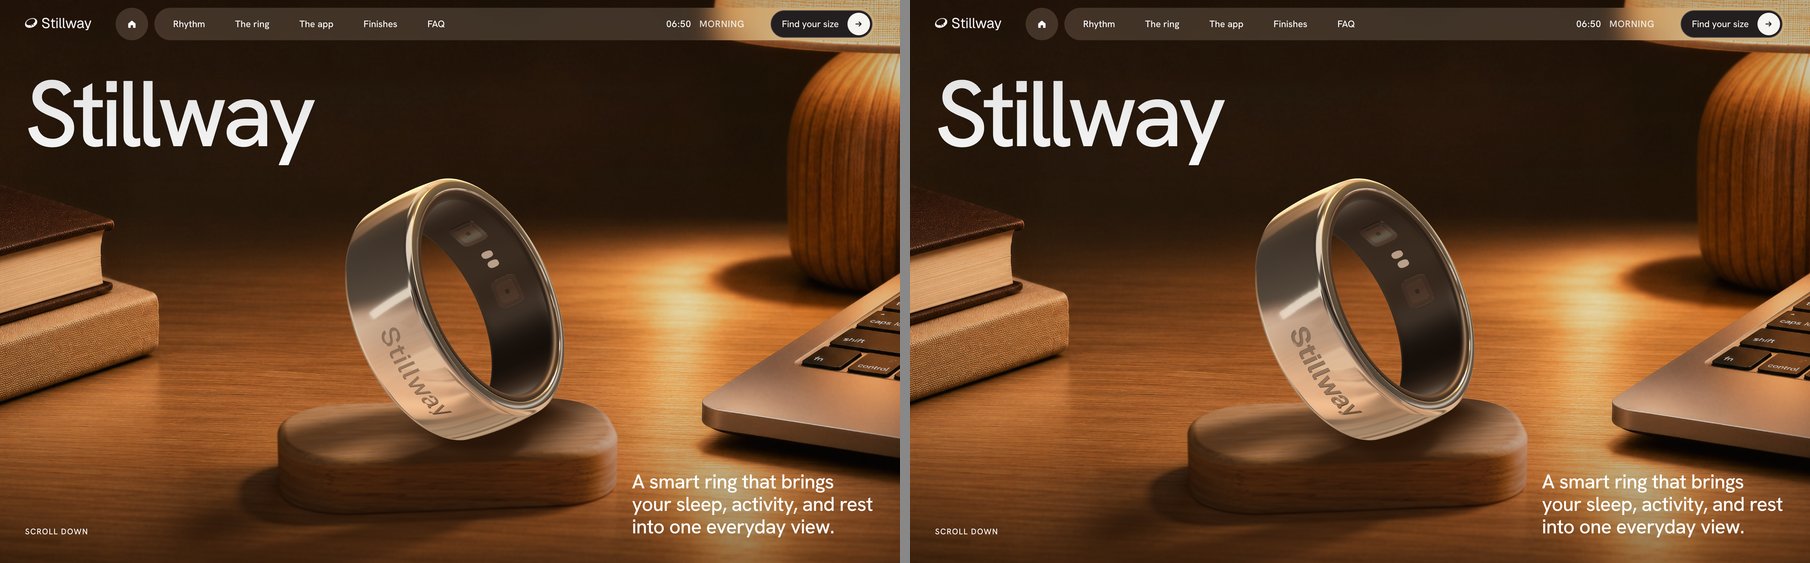 Stillway
Rhythm The ring The app Finishes FAQ
06:50 MORNING
Find your size
Stillway
Stillway
caps
shift
fn
control
A smart ring that brings
your sleep, activity, and rest
into one everyday view.
SCROLL DOWN
Stillway
Rhythm The ring The app Finishes FAQ
06:50 MORNING
Find your size
Stillway
Stillway
caps
shift
fn
control
A smart ring that brings
your sleep, activity, and rest
into one everyday view.
SCROLL DOWN